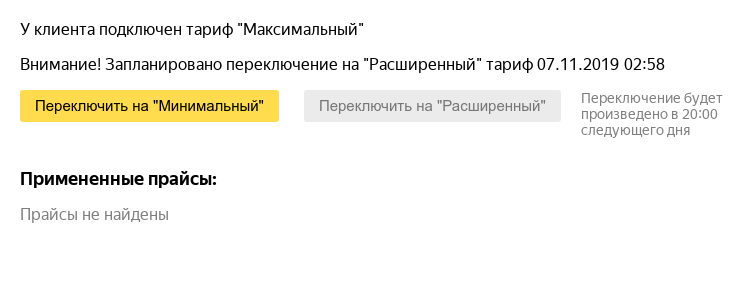 У клиента подключен тариф "Максимальный"
Внимание! Запланировано переключение на "Расширенный" тариф 07.11.2019 02:58
Переключить на "Минимальный"
Переключить на "Расширенный"
Переключение будет
произведено в 20:00
следующего дня
Примененные прайсы:
Прайсы не найдены